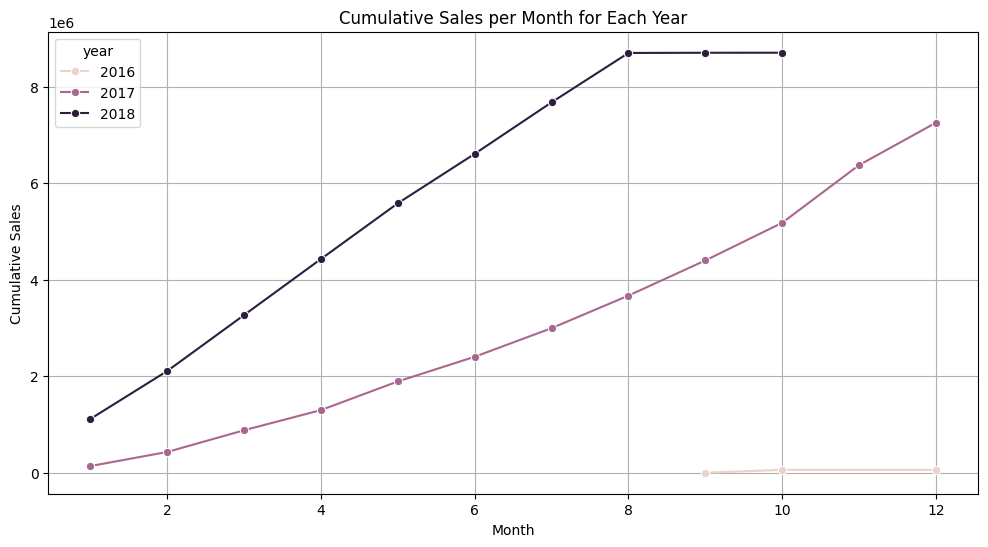 Cumulative Sales per Month for Each Year
1e6
year
2016
2017
2018
8
6
4
2
0
Cumulative Sales
2 4 6 8 10 12
Month